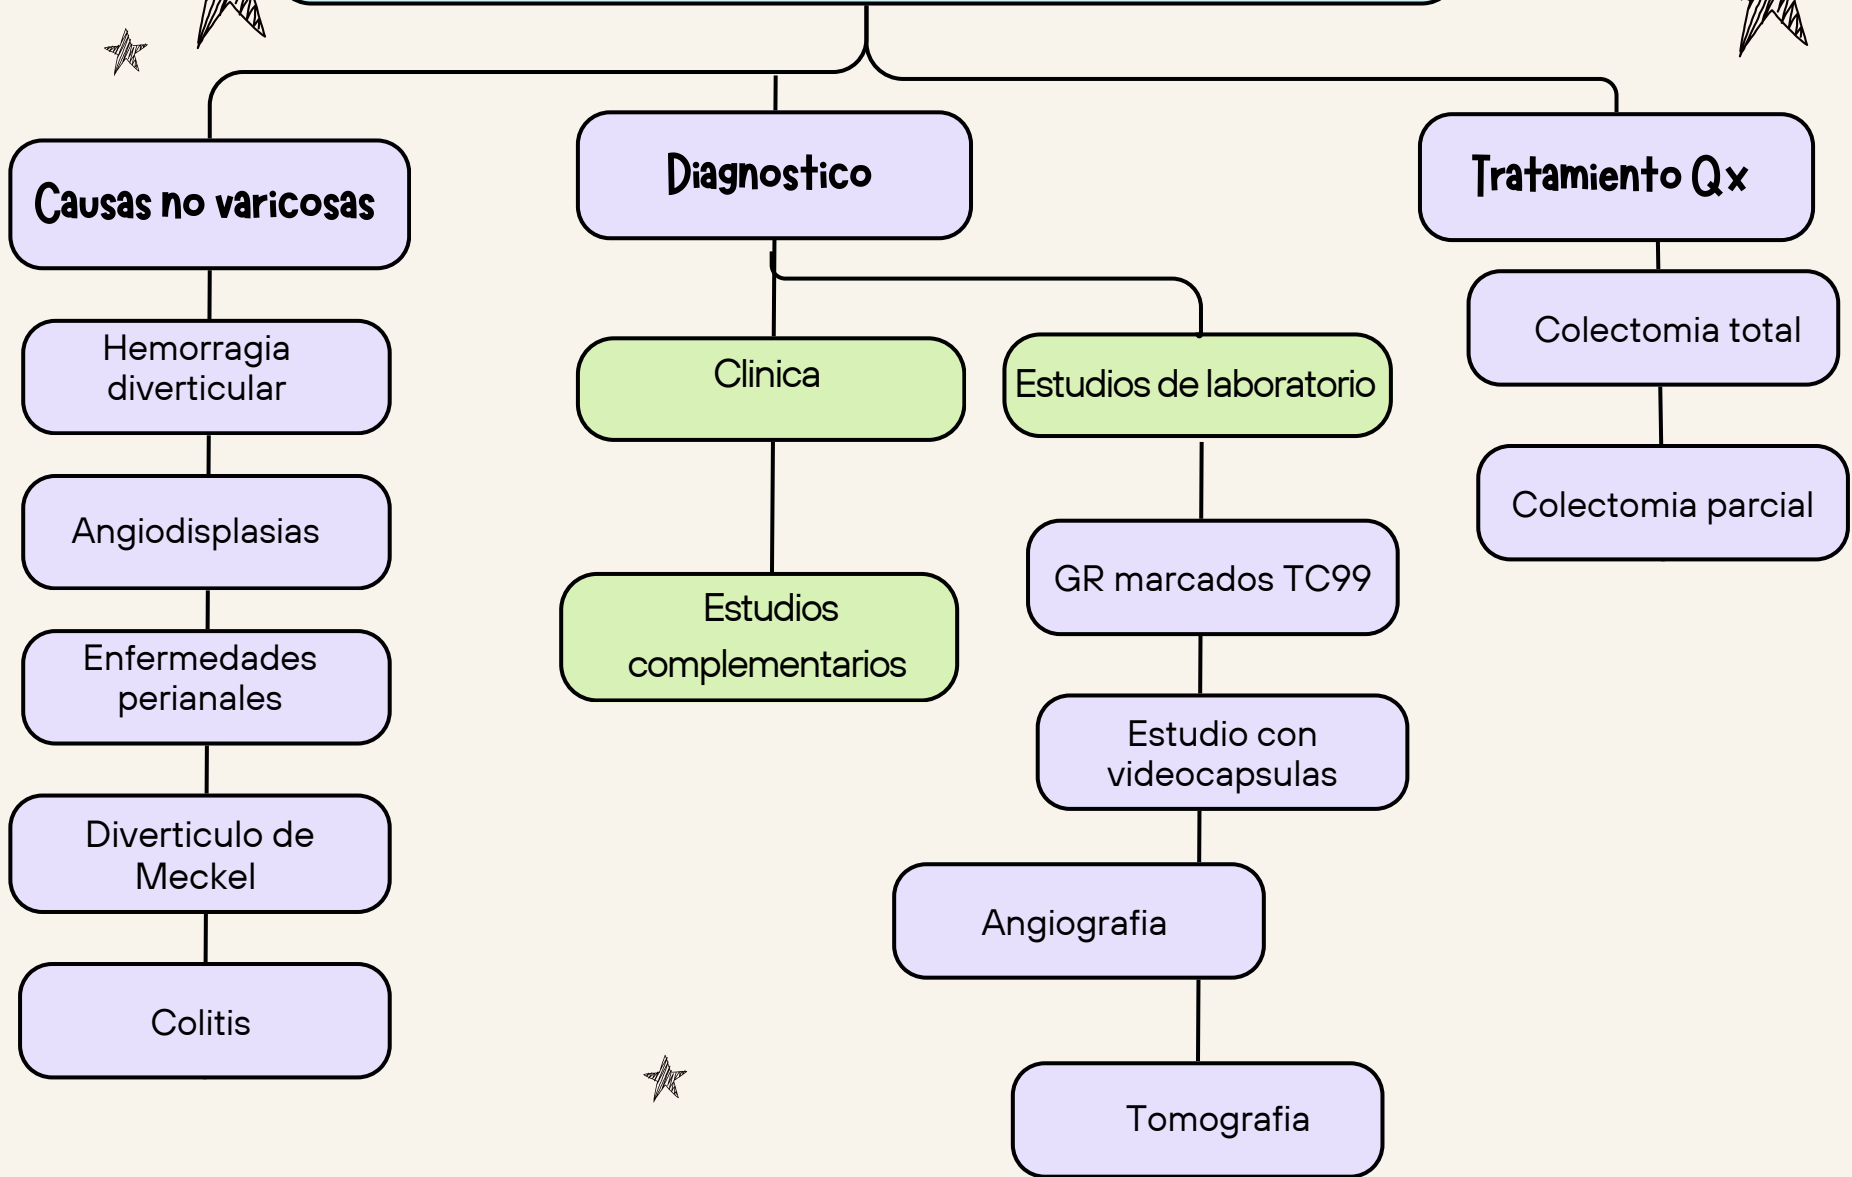 Causas no varicosas
Hemorragia
diverticular
Angiodisplasias
Enfermedades
perianales
Diverticulo de
Meckel
Colitis
Diagnostico
Clinica
Estudios
complementarios
Estudios de laboratorio
GR marcados TC99
Estudio con
videocapsulas
Angiografia
Tomografia
Tratamiento Qx
Colectomia total
Colectomia parcial